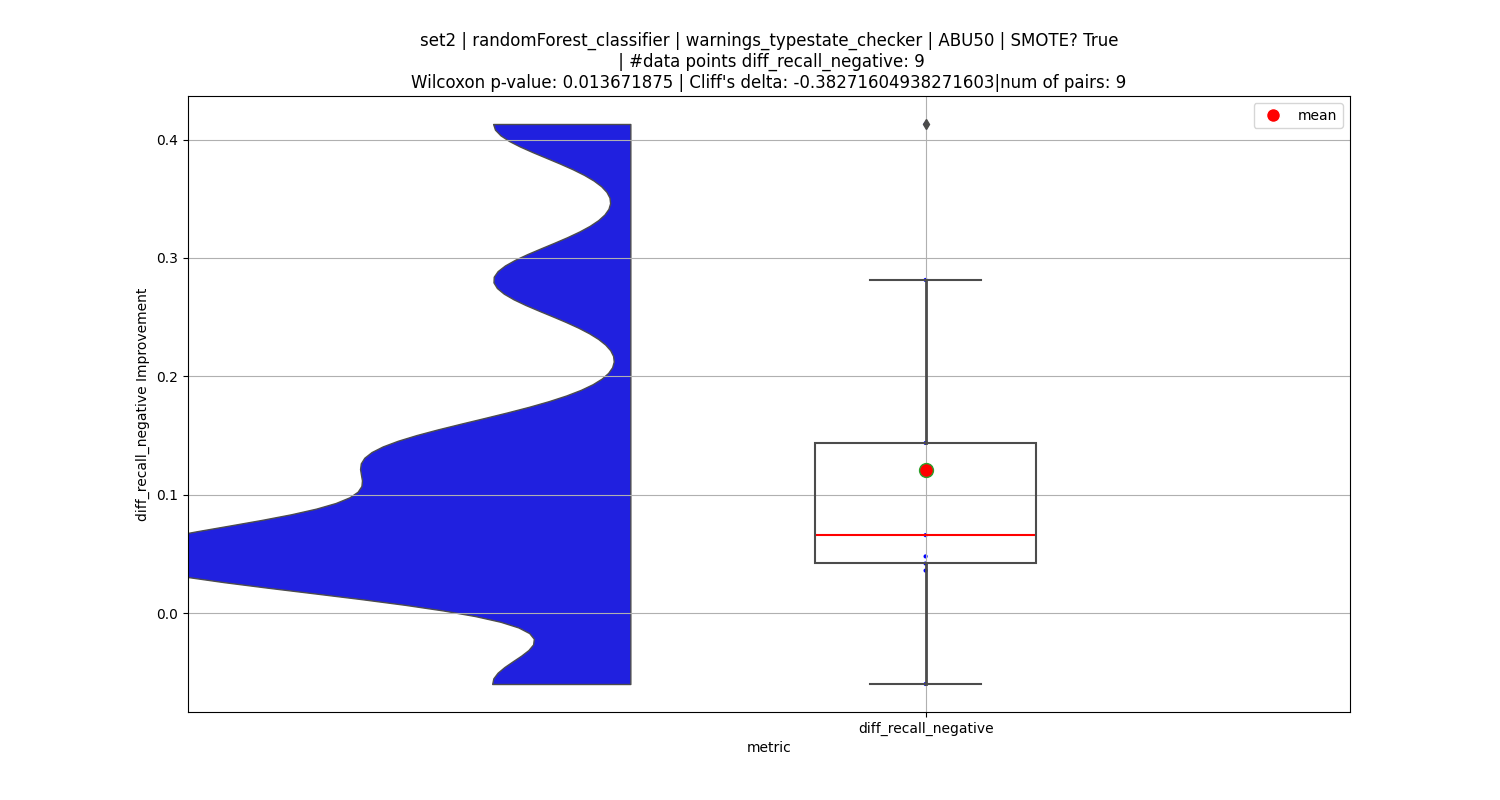 set2 | randomForest_classifier | warnings_typestate_checker | ABU50 | SMOTE? True
| #data points diff_recall_negative: 9
Wilcoxon p-value: 0.013671875 | Cliff's delta: -0.38271604938271603|num of pairs: 9
mean
0.4
0.3
0.2
0.1
0.0
diff_recall_negative Improvement
diff_recall_negative
metric